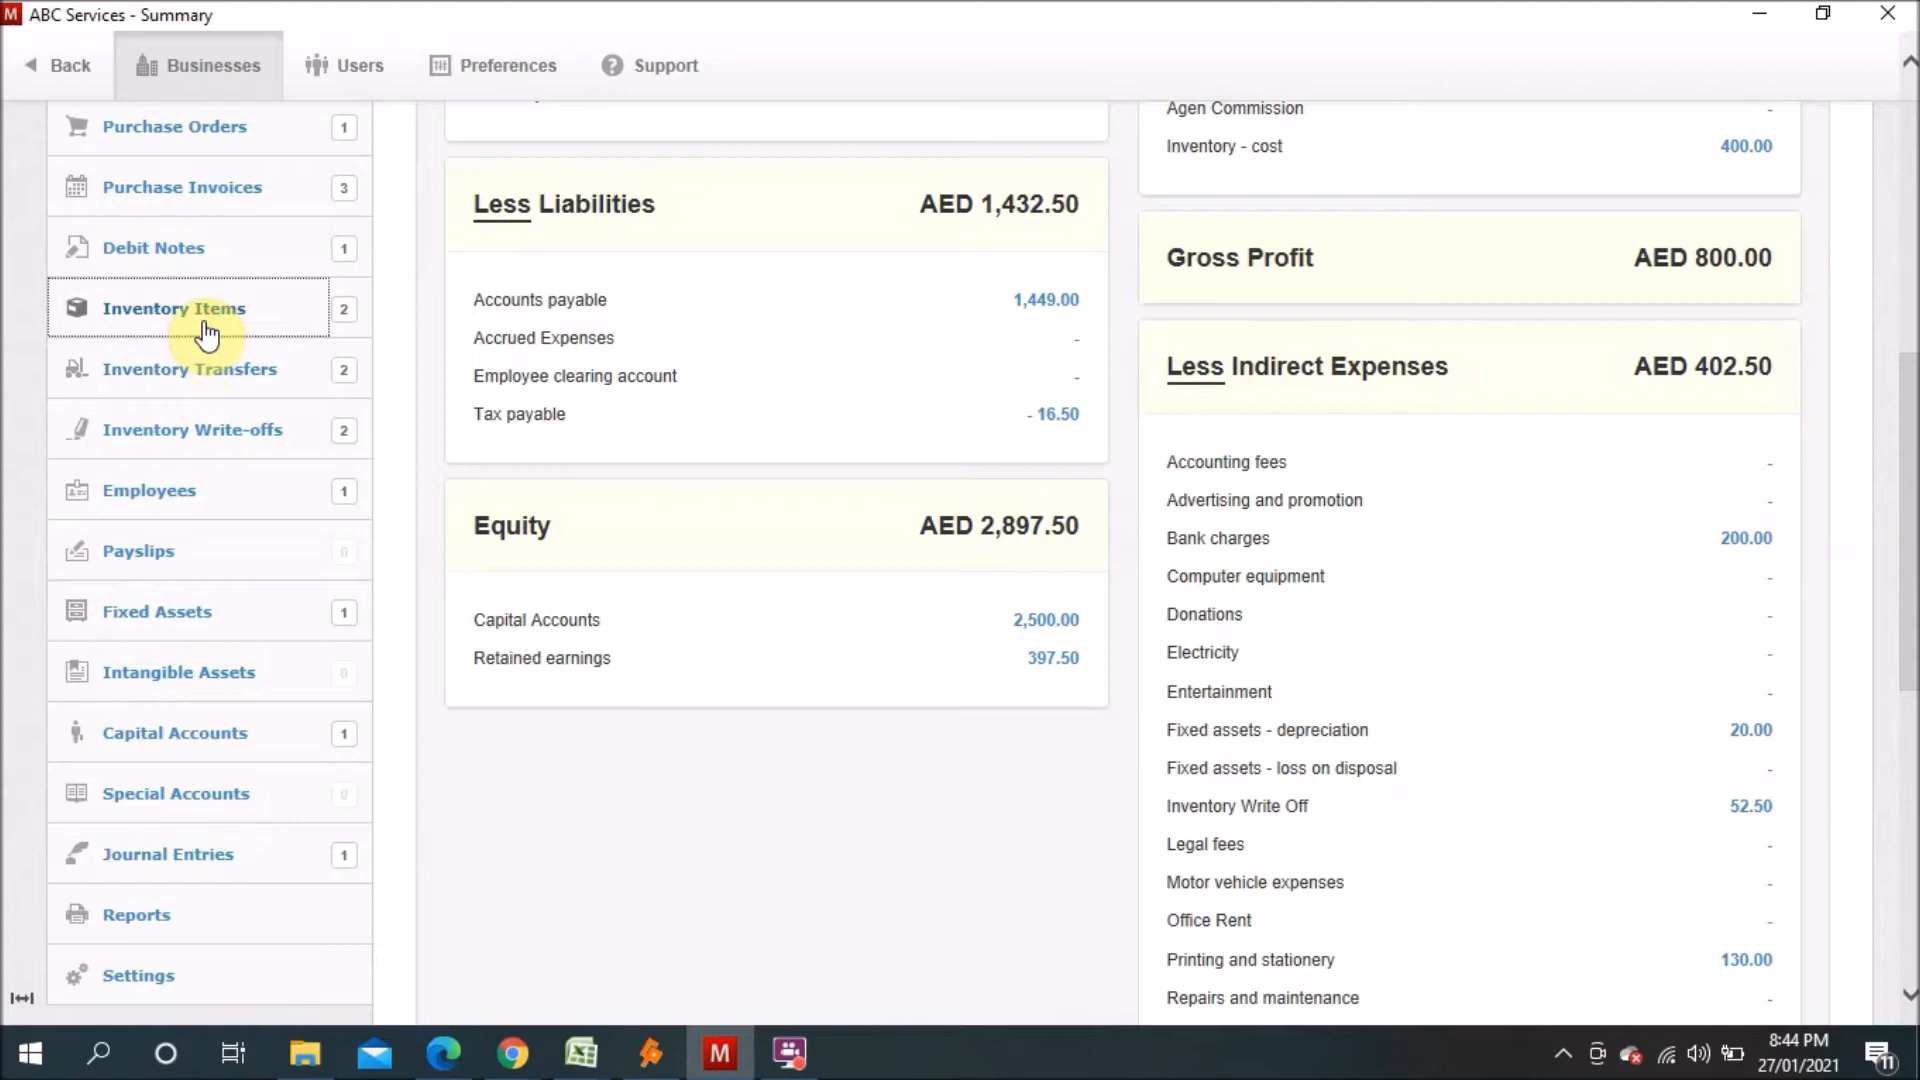 M ABC Services - Summary
Back
Businesses
Users
Preferences
Support
Purchase Orders 1
Purchase Invoices 3
Debit Notes 1
Inventory Items 2
Inventory Transfers 2
Inventory Write-offs 2
Employees 1
Payslips 0
Fixed Assets 1
Intangible Assets 0
Capital Accounts 1
Special Accounts 0
Journal Entries 1
Reports
Settings
Less Liabilities AED 1,432.50
Accounts payable 1,449.00
Accrued Expenses -
Employee clearing account -
Tax payable - 16.50
Equity AED 2,897.50
Capital Accounts 2,500.00
Retained earnings 397.50
Agen Commission -
Inventory - cost 400.00
Gross Profit AED 800.00
Less Indirect Expenses AED 402.50
Accounting fees -
Advertising and promotion -
Bank charges 200.00
Computer equipment -
Donations -
Electricity -
Entertainment -
Fixed assets - depreciation 20.00
Fixed assets - loss on disposal -
Inventory Write Off 52.50
Legal fees -
Motor vehicle expenses -
Office Rent -
Printing and stationery 130.00
Repairs and maintenance -
M
8:44 PM
27/01/2021
11